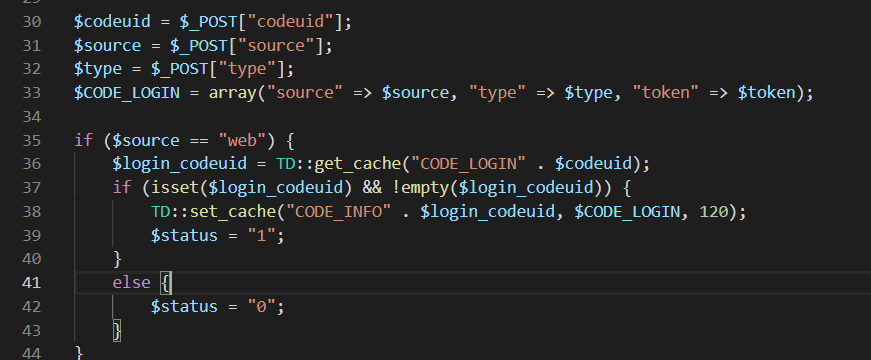 30 $codeuid = $_POST["codeuid"];
31 $source = $_POST["source"];
32 $type = $_POST["type"];
33 $CODE_LOGIN = array("source" => $source, "type" => $type, "token" => $token);
34
35 if ($source == "web") {
36     $login_codeuid = TD::get_cache("CODE_LOGIN" . $codeuid);
37     if (isset($login_codeuid) && !empty($login_codeuid)) {
38         TD::set_cache("CODE_INFO" . $login_codeuid, $CODE_LOGIN, 120);
39         $status = "1";
40     }
41     else {
42         $status = "0";
43     }
44 }